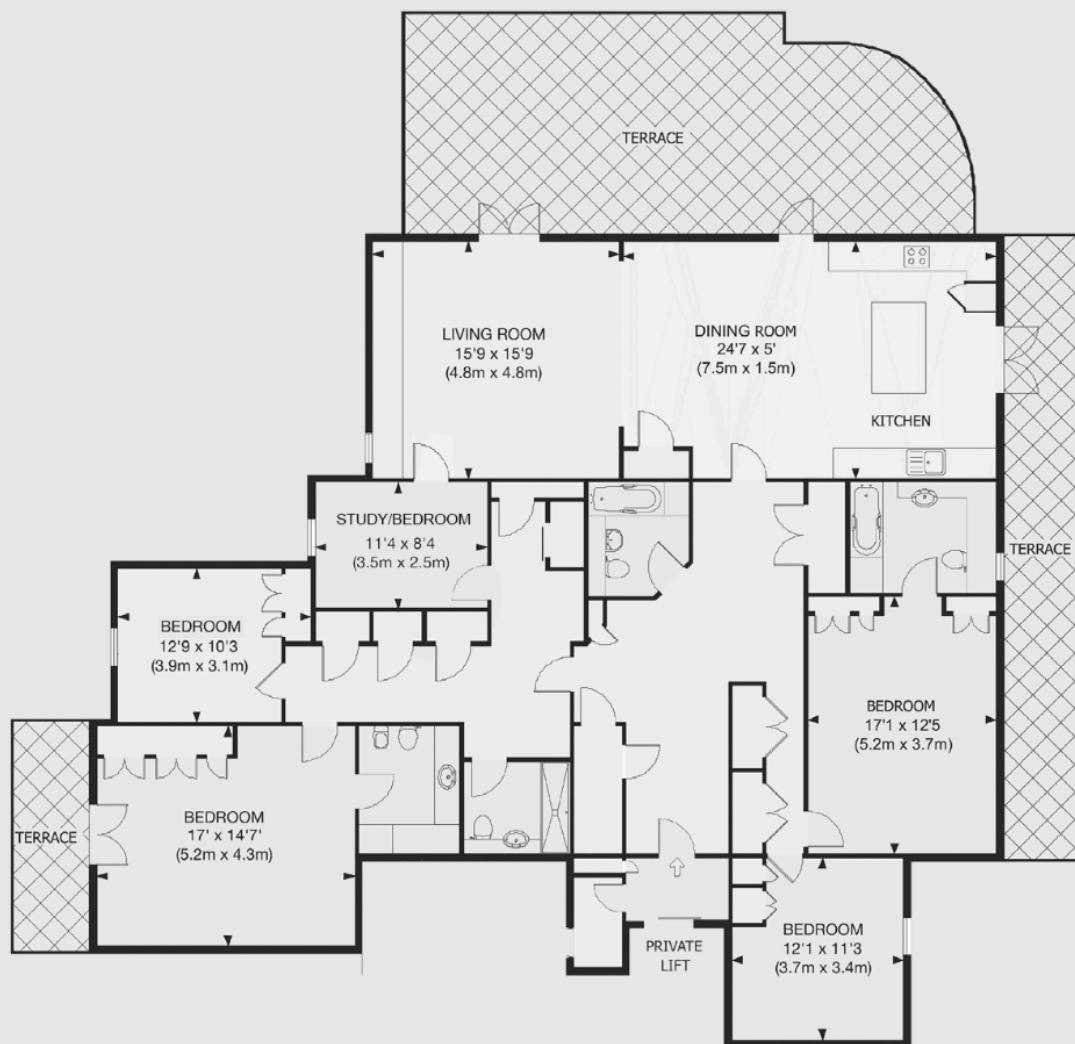 TERRACE
LIVING ROOM
15'9 x 15'9
(4.8m x 4.8m)
DINING ROOM
24'7 x 5'
(7.5m x 1.5m)
KITCHEN
STUDY/BEDROOM
11'4 x 8'4
(3.5m x 2.5m)
TERRACE
BEDROOM
12'9 x 10'3
(3.9m x 3.1m)
BEDROOM
17'1 x 12'5
(5.2m x 3.7m)
TERRACE
BEDROOM
17' x 14'7'
(5.2m x 4.3m)
BEDROOM
12'1 x 11'3
(3.7m x 3.4m)
PRIVATE
LIFT